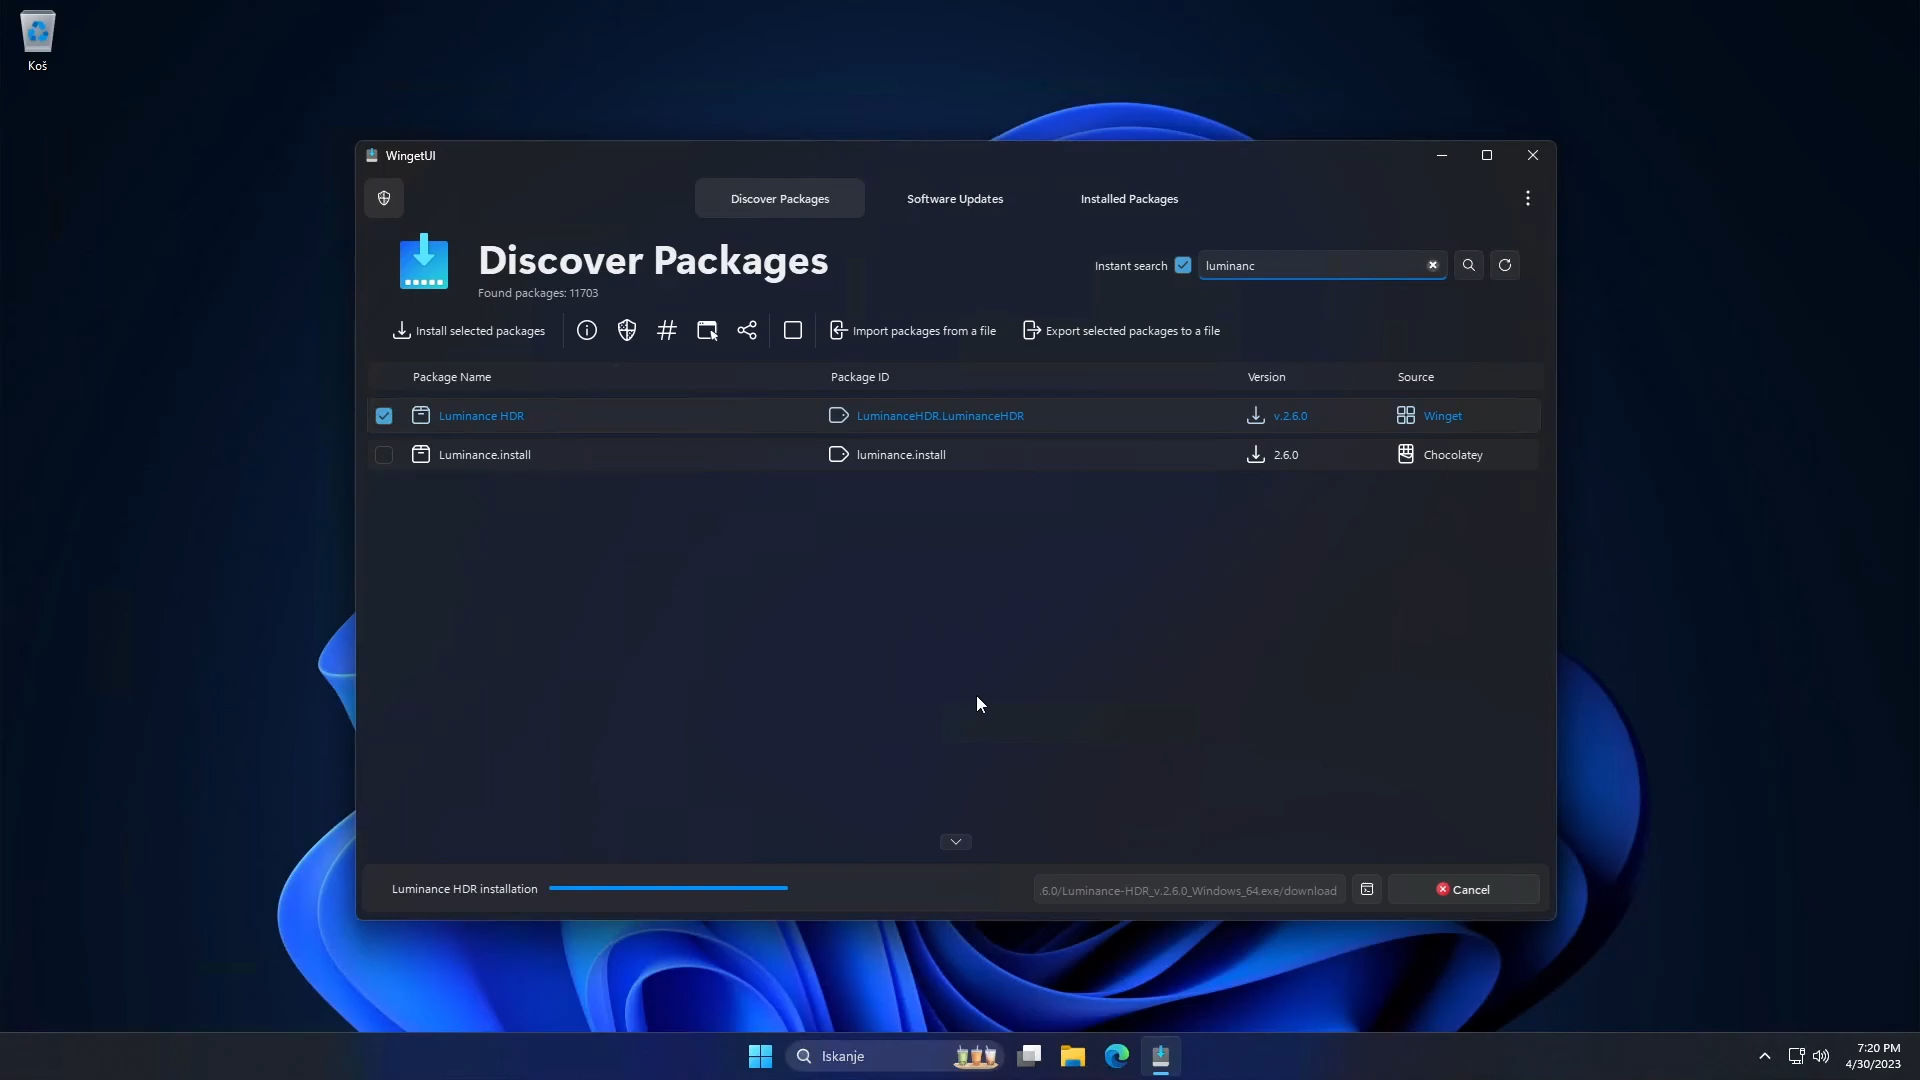 Koš
WingetUI
Discover Packages
Software Updates
Installed Packages
Discover Packages
Found packages: 11703
Instant search
luminanc
Install selected packages
Import packages from a file
Export selected packages to a file
Package Name Package ID Version Source
Luminance HDR LuminanceHDR.LuminanceHDR v.2.6.0 Winget
Luminance.install luminance.install 2.6.0 Chocolatey
Luminance HDR installation
.6.0/Luminance-HDR_v.2.6.0_Windows_64.exe/download
Cancel
Iskanje
7:20 PM
4/30/2023